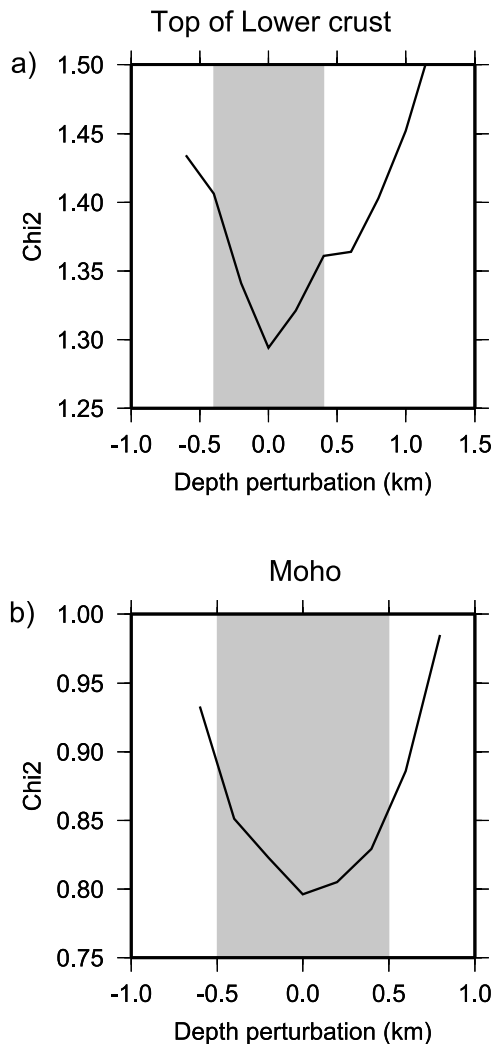 Top of Lower crust
a)
1.50
1.45
1.40
1.35
1.30
1.25
Chi2
-1.0 -0.5 0.0 0.5 1.0 1.5
Depth perturbation (km)
Moho
b)
1.00
0.95
0.90
0.85
0.80
0.75
Chi2
-1.0 -0.5 0.0 0.5 1.0
Depth perturbation (km)